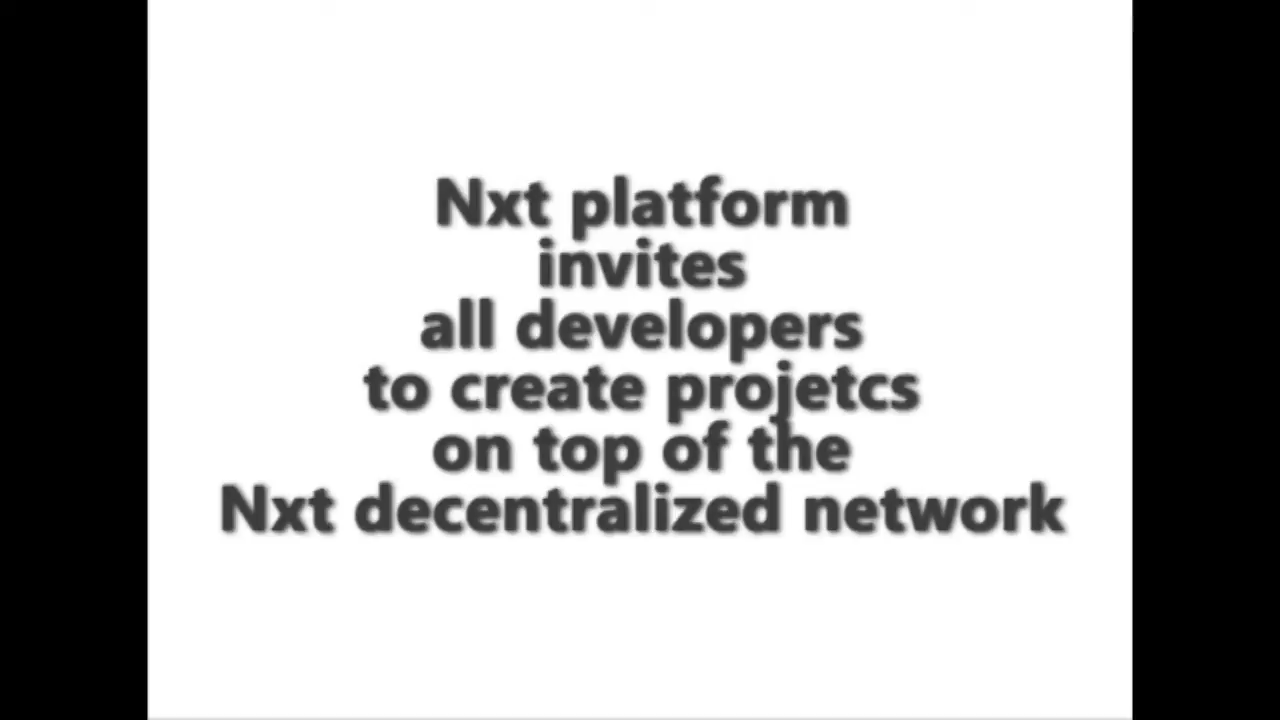 Nxt platform
invites
all developers
to create projetcs
on top of the
Nxt decentralized network